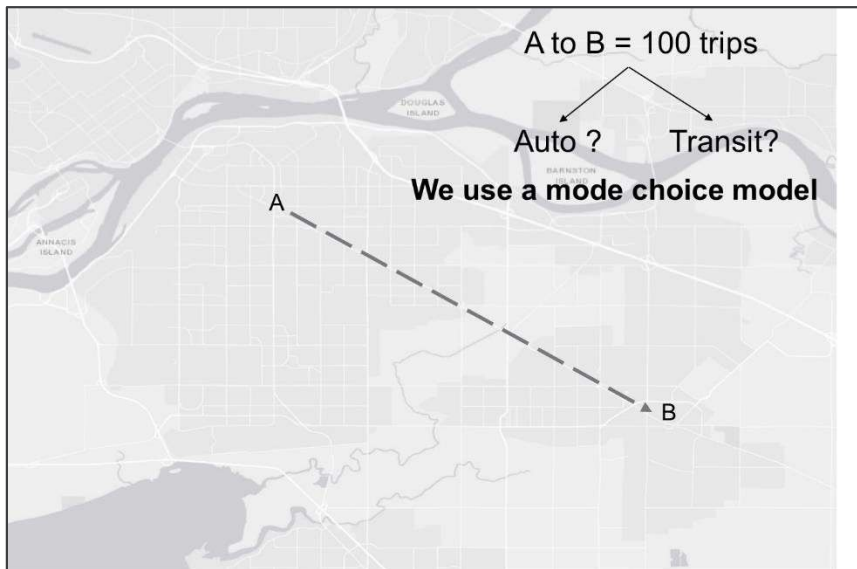 A to B = 100 trips
Auto ?
Transit?
We use a mode choice model
DOUGLAS
ISLAND
BARNSTON
ISLAND
A
ANNACIS
ISLAND
B